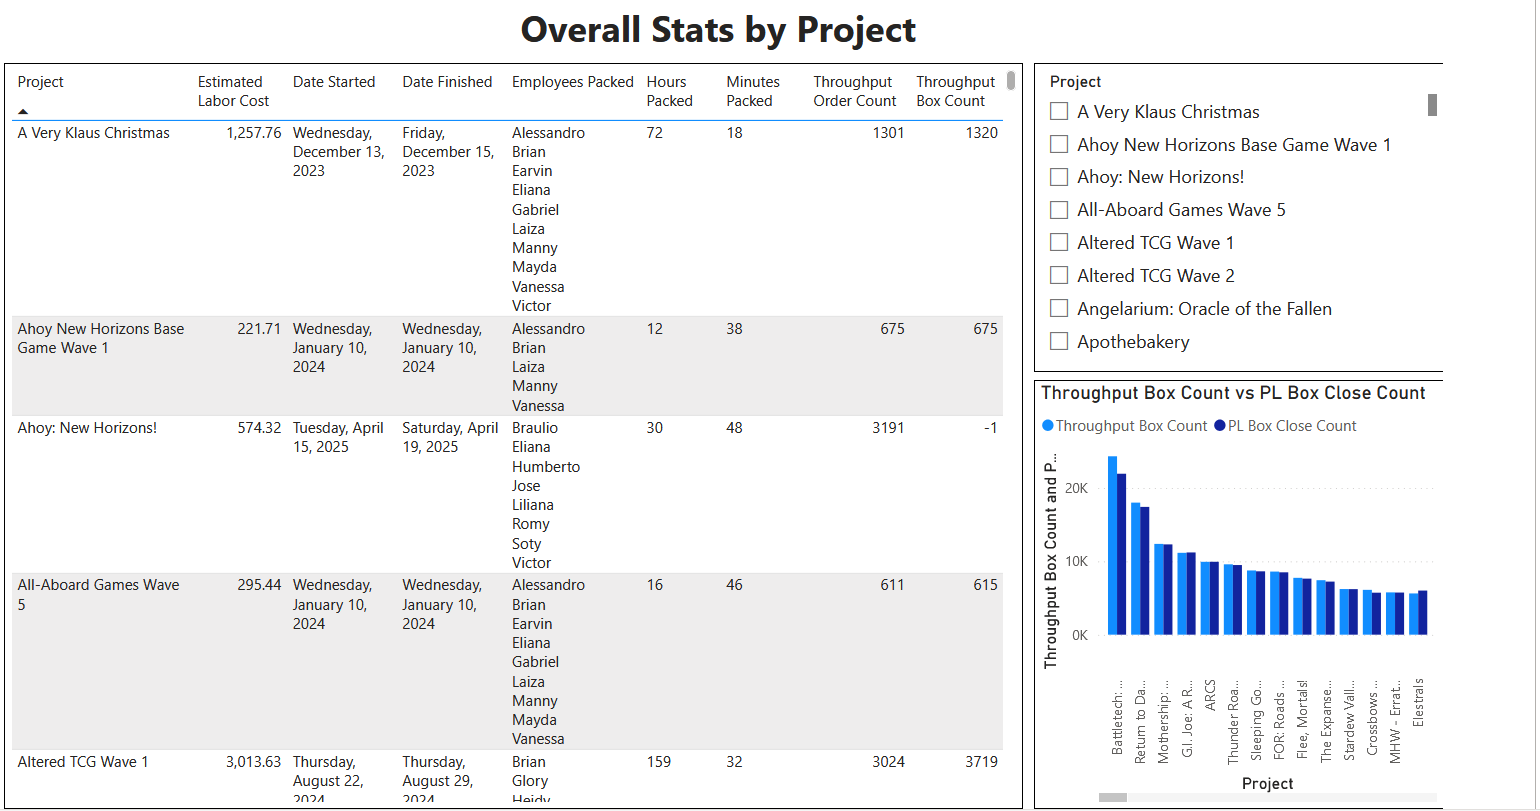 Overall Stats by Project
Project
Estimated
Labor Cost
Date Started
Date Finished
Employees Packed
Hours
Packed
Minutes
Packed
Throughput
Order Count
Throughput
Box Count
A Very Klaus Christmas
1,257.76
Wednesday,
December 13,
2023
Friday,
December 15,
2023
Alessandro
Brian
Earvin
Eliana
Gabriel
Laiza
Manny
Mayda
Vanessa
Victor
72
18
1301
1320
Ahoy New Horizons Base
Game Wave 1
221.71
Wednesday,
January 10,
2024
Wednesday,
January 10,
2024
Alessandro
Brian
Laiza
Manny
Vanessa
12
38
675
675
Ahoy: New Horizons!
574.32
Tuesday, April
15, 2025
Saturday, April
19, 2025
Braulio
Eliana
Humberto
Jose
Liliana
Romy
Soty
Victor
30
48
3191
-1
All-Aboard Games Wave
5
295.44
Wednesday,
January 10,
2024
Wednesday,
January 10,
2024
Alessandro
Brian
Earvin
Eliana
Gabriel
Laiza
Manny
Mayda
Vanessa
16
46
611
615
Altered TCG Wave 1
3,013.63
Thursday,
August 22,
2024
Thursday,
August 29,
2024
Brian
Glory
Heidy
159
32
3024
3719
Project
A Very Klaus Christmas
Ahoy New Horizons Base Game Wave 1
Ahoy: New Horizons!
All-Aboard Games Wave 5
Altered TCG Wave 1
Altered TCG Wave 2
Angelarium: Oracle of the Fallen
Apothebakery
Throughput Box Count vs PL Box Close Count
Throughput Box Count
PL Box Close Count
Throughput Box Count and P...
20K
10K
0K
Battletech: ...
Return to Da...
Mothership: ...
G.I. Joe: A R...
ARCS
Thunder Roa...
Sleeping Go...
FOR: Roads ...
Flee, Mortals!
The Expanse...
Stardew Vall...
Crossbows ...
MHW - Errat...
Elestrals
Project